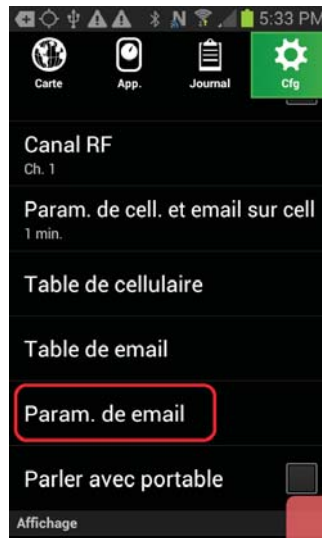 5:33 PM
Carte App. Journal Cfg
Canal RF
Ch. 1
Param. de cell. et email sur cell
1 min.
Table de cellulaire
Table de email
Param. de email
Parler avec portable
Affichage